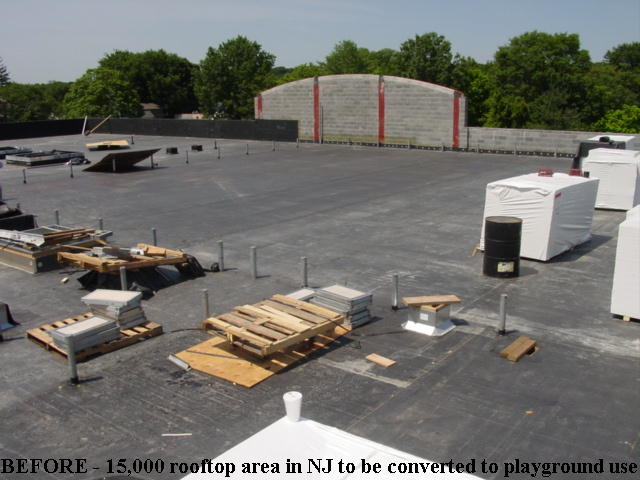 BEFORE - 15,000 rooftop area in NJ to be converted to playground use